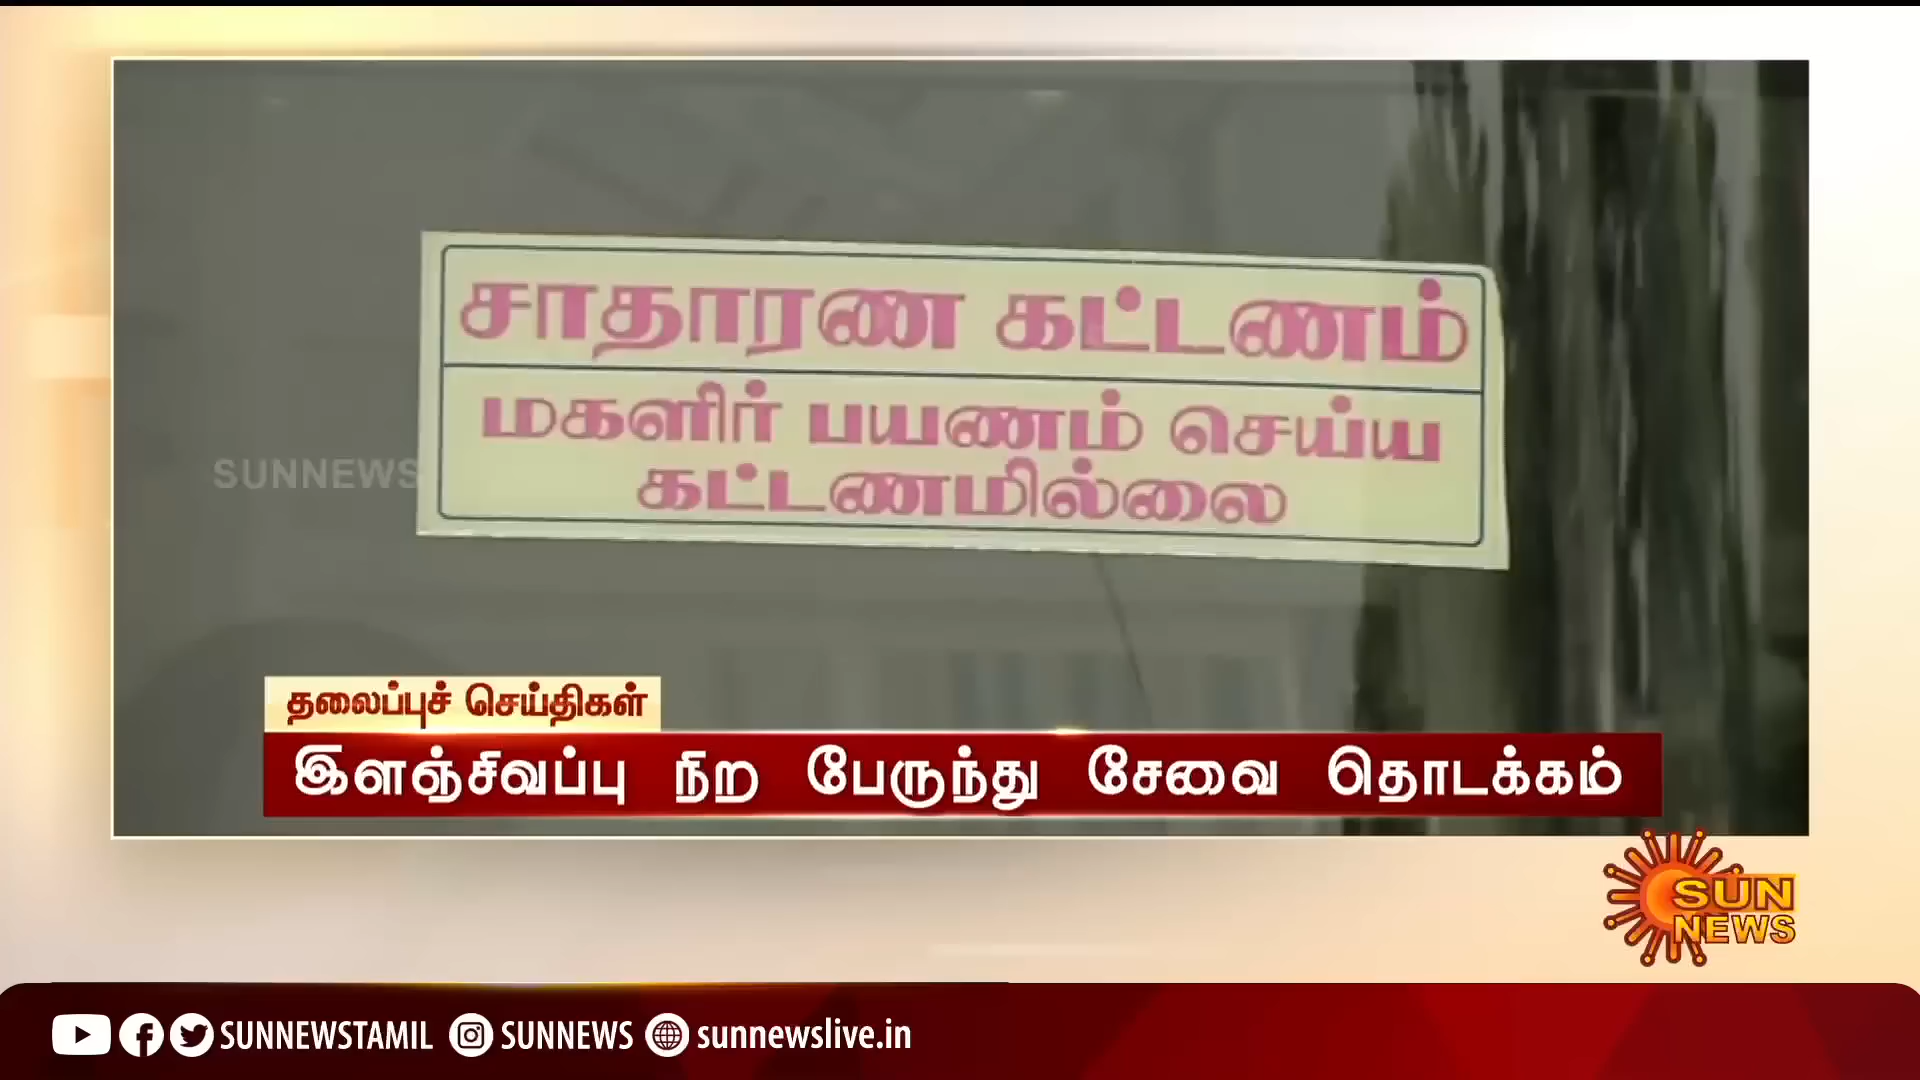 சாதாரண கட்டணம்
மகளிர் பயணம் செய்ய
கட்டணமில்லை
SUNNEWS
தலைப்புச் செய்திகள்
இளஞ்சிவப்பு நிற பேருந்து சேவை தொடக்கம்
SUN
NEWS
SUNNEWSTAMIL SUNNEWS sunnewslive.in